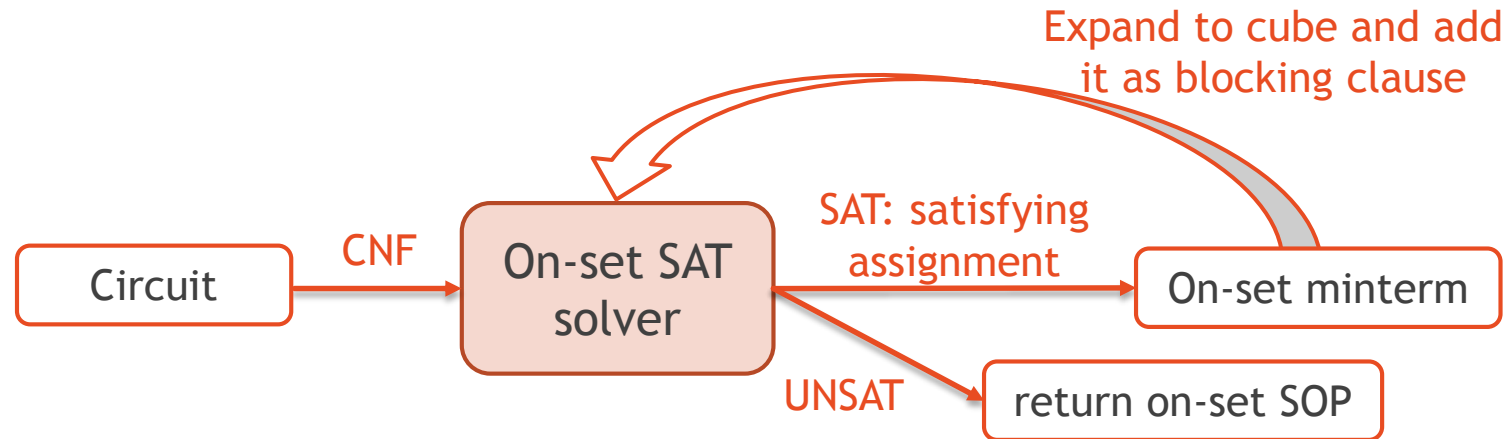 Expand to cube and add
it as blocking clause
Circuit
CNF
On-set SAT
solver
SAT: satisfying
assignment
On-set minterm
UNSAT
return on-set SOP